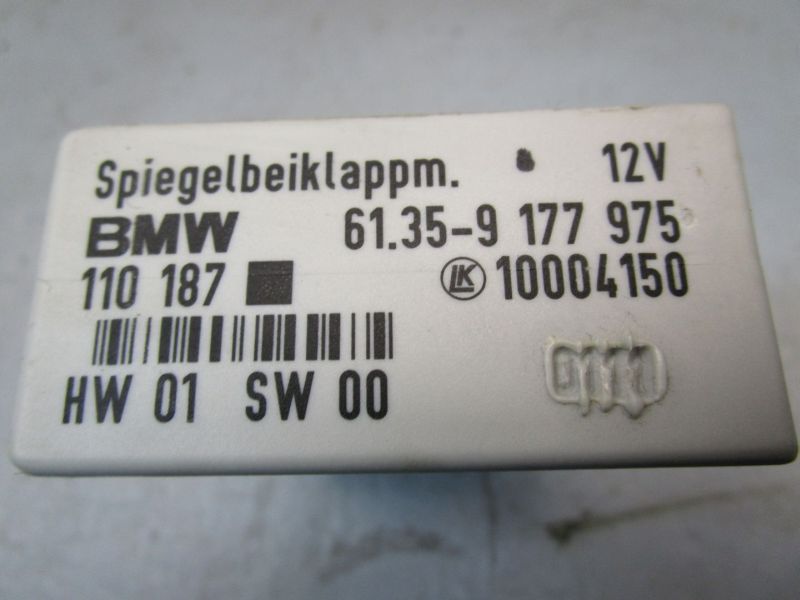 Spiegelbeiklappm. 12V
BMW 61.35-9 177 975
110 187 LK 10004150
HW 01 SW 00